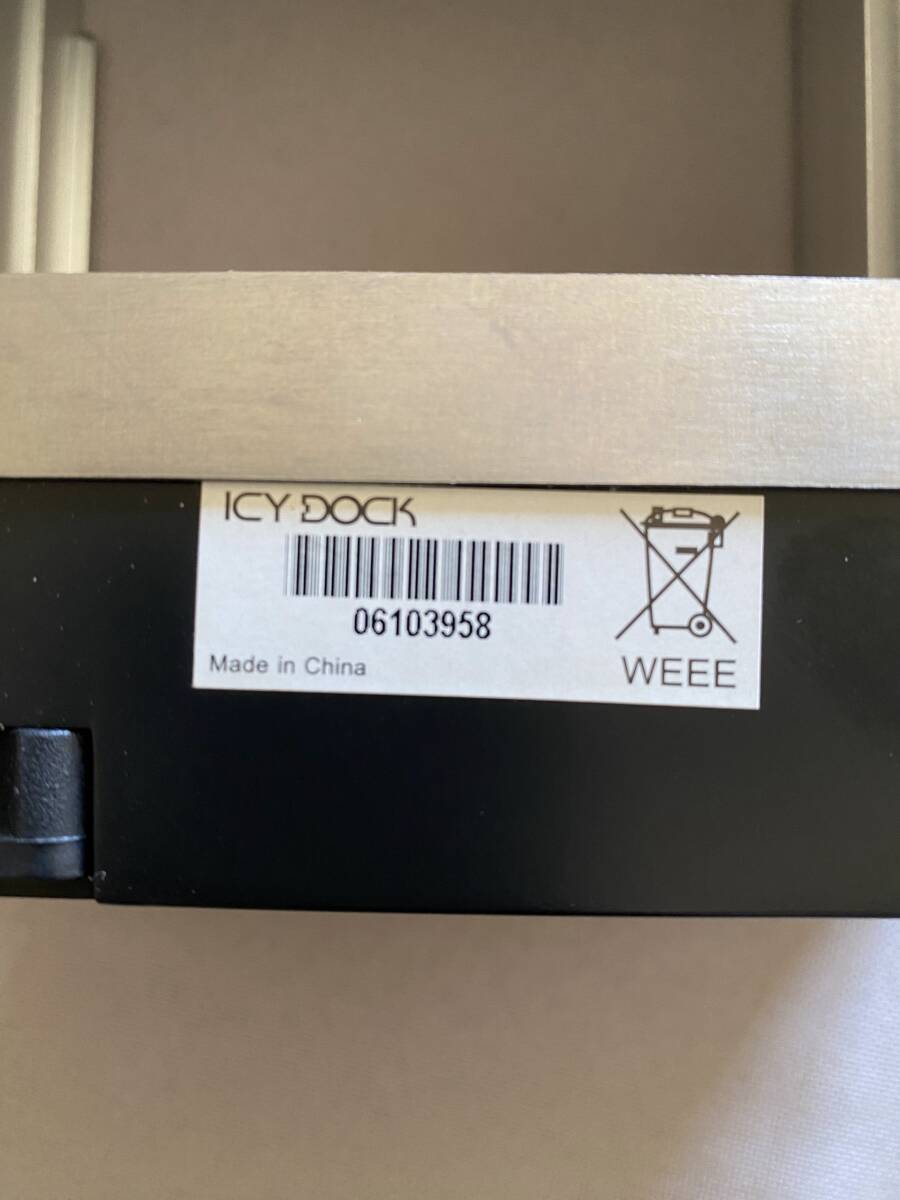 ICY DOCK
06103958
Made in China
WEEE